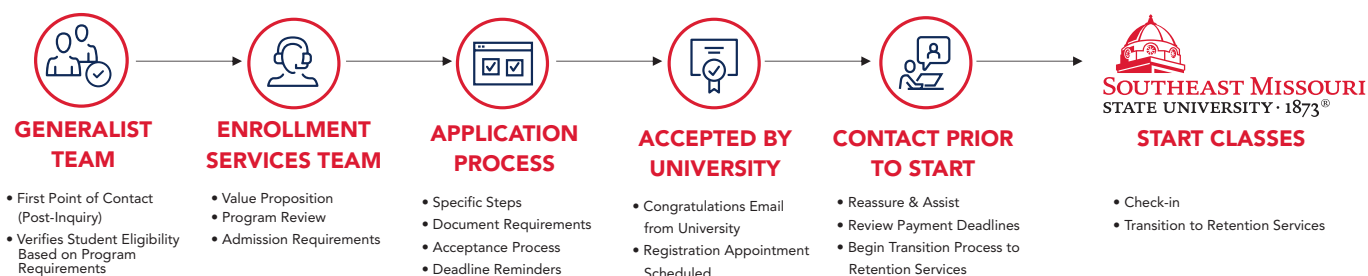 GENERALIST
TEAM
• First Point of Contact
(Post-Inquiry)
• Verifies Student Eligibility
Based on Program
Requirements
ENROLLMENT
SERVICES TEAM
• Value Proposition
• Program Review
• Admission Requirements
APPLICATION
PROCESS
• Specific Steps
• Document Requirements
• Acceptance Process
• Deadline Reminders
ACCEPTED BY
UNIVERSITY
• Congratulations Email
from University
• Registration Appointment
Scheduled
CONTACT PRIOR
TO START
• Reassure & Assist
• Review Payment Deadlines
• Begin Transition Process to
Retention Services
SOUTHEAST MISSOURI
STATE UNIVERSITY · 1873®
START CLASSES
• Check-in
• Transition to Retention Services